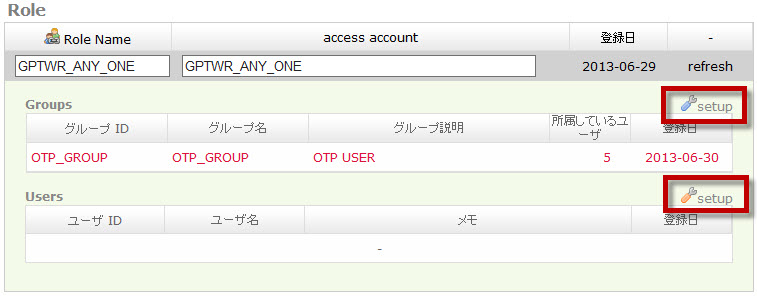 Role
Role Name access account 登録日 -
GPTWR_ANY_ONE GPTWR_ANY_ONE 2013-06-29 refresh
Groups setup
グループ ID グループ名 グループ説明 所属しているユーザ 登録日
OTP_GROUP OTP_GROUP OTP USER 5 2013-06-30
Users setup
ユーザ ID ユーザ名 メモ 登録日
-